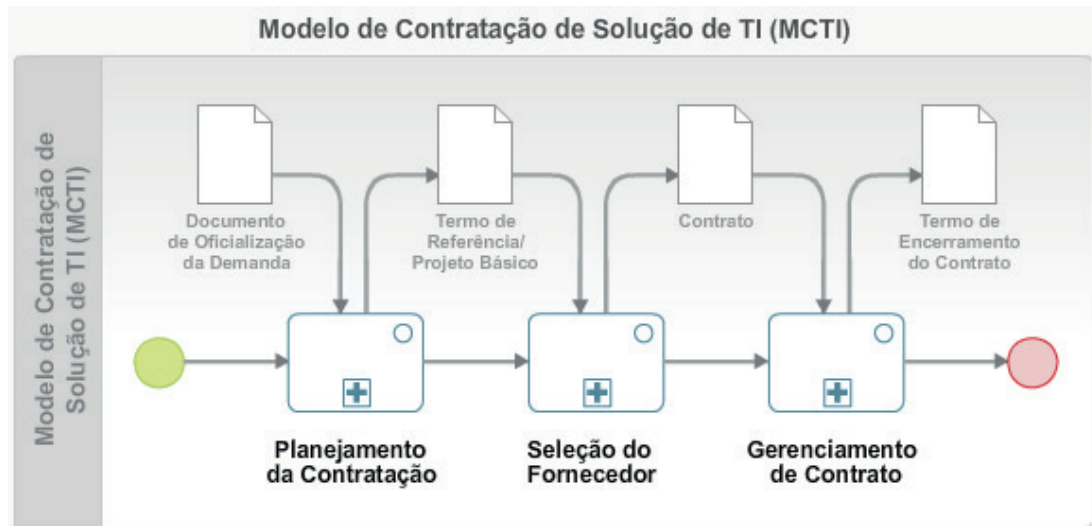 Modelo de Contratação de Solução de TI (MCTI)
Modelo de Contratação de
Solução de TI (MCTI)
Documento
de Oficialização
da Demanda
Termo de
Referência/
Projeto Básico
Contrato
Termo de
Encerramento
do Contrato
Planejamento
da Contratação
Seleção do
Fornecedor
Gerenciamento
de Contrato